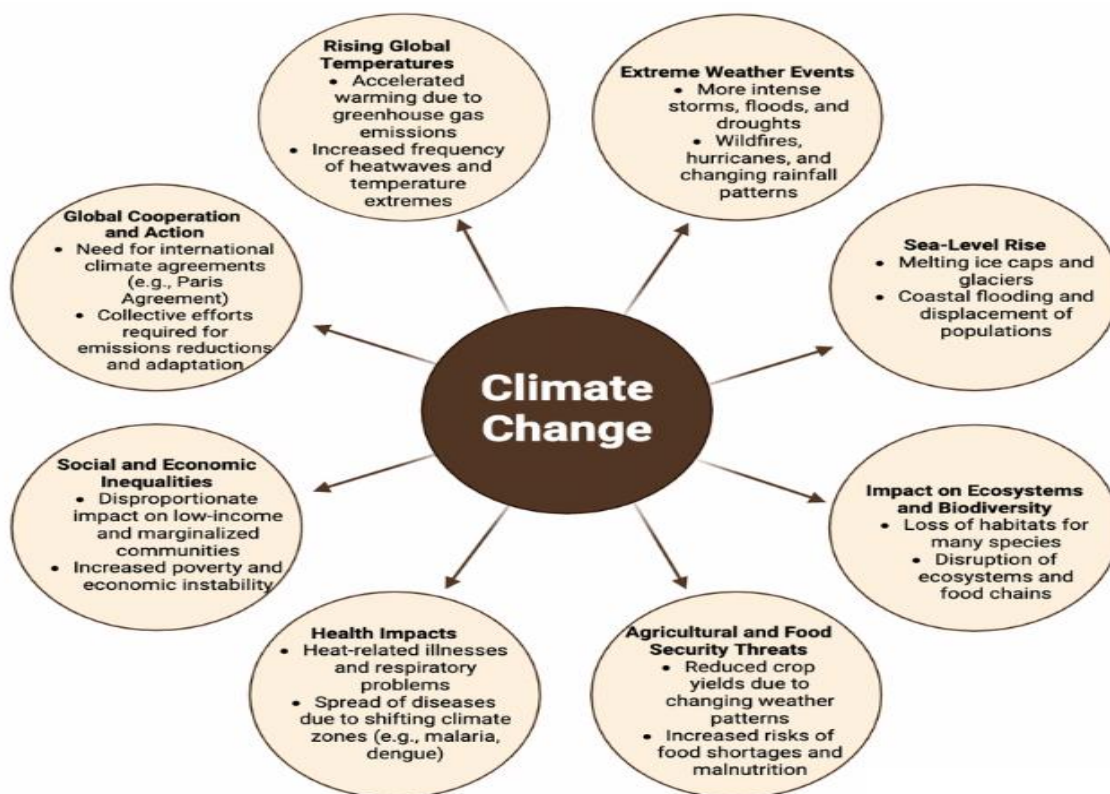 Rising Global
Temperatures
• Accelerated
warming due to
greenhouse gas
emissions
• Increased frequency
of heatwaves and
temperature
extremes
Extreme Weather Events
• More intense
storms, floods, and
droughts
• Wildfires,
hurricanes, and
changing rainfall
patterns
Sea-Level Rise
• Melting ice caps and
glaciers
• Coastal flooding and
displacement of
populations
Impact on Ecosystems
and Biodiversity
• Loss of habitats for
many species
• Disruption of
ecosystems and
food chains
Agricultural and Food
Security Threats
• Reduced crop
yields due to
changing weather
patterns
• Increased risks of
food shortages and
malnutrition
Health Impacts
• Heat-related illnesses
and respiratory
problems
• Spread of diseases
due to shifting climate
zones (e.g., malaria,
dengue)
Social and Economic
Inequalities
• Disproportionate
impact on low-income
and marginalized
communities
• Increased poverty and
economic instability
Global Cooperation
and Action
• Need for international
climate agreements
(e.g., Paris
Agreement)
• Collective efforts
required for
emissions reductions
and adaptation
Climate
Change